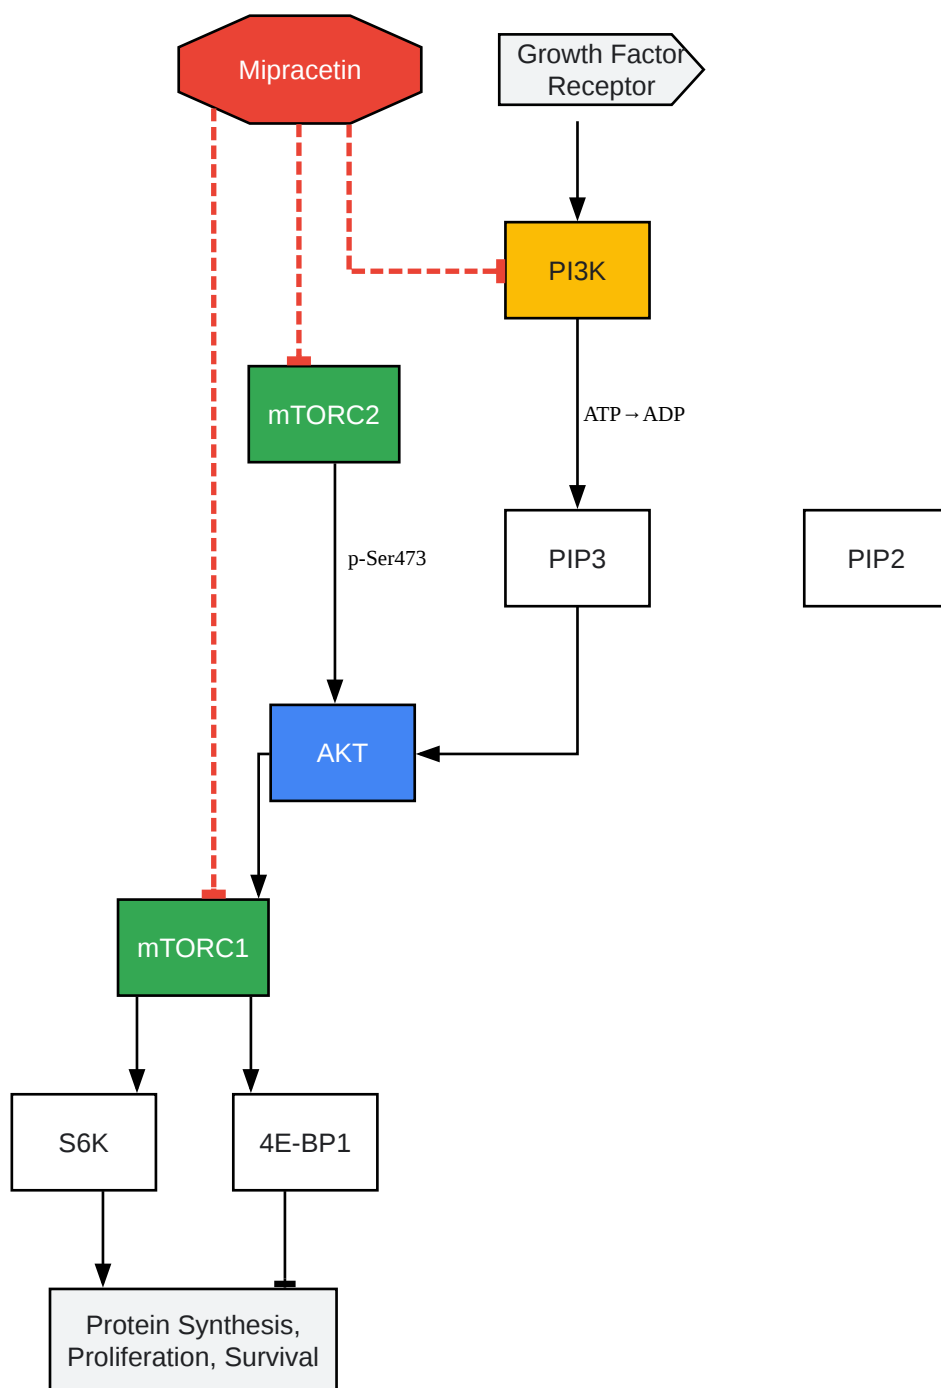 Mipracetin
Growth Factor
Receptor
PI3K
mTORC2
ATP→ADP
p-Ser473
PIP3
PIP2
AKT
mTORC1
S6K
4E-BP1
Protein Synthesis,
Proliferation, Survival